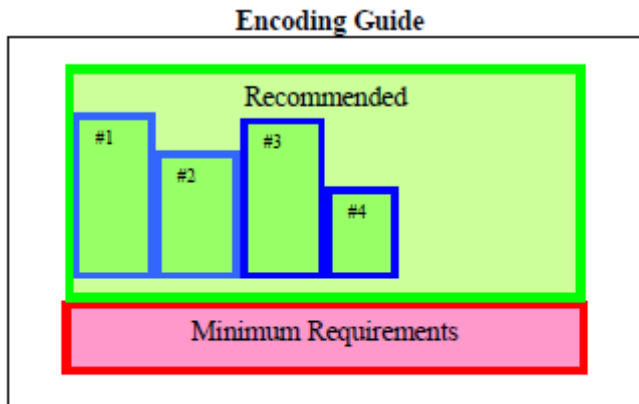 Encoding Guide
Recommended
#1
#2
#3
#4
Minimum Requirements